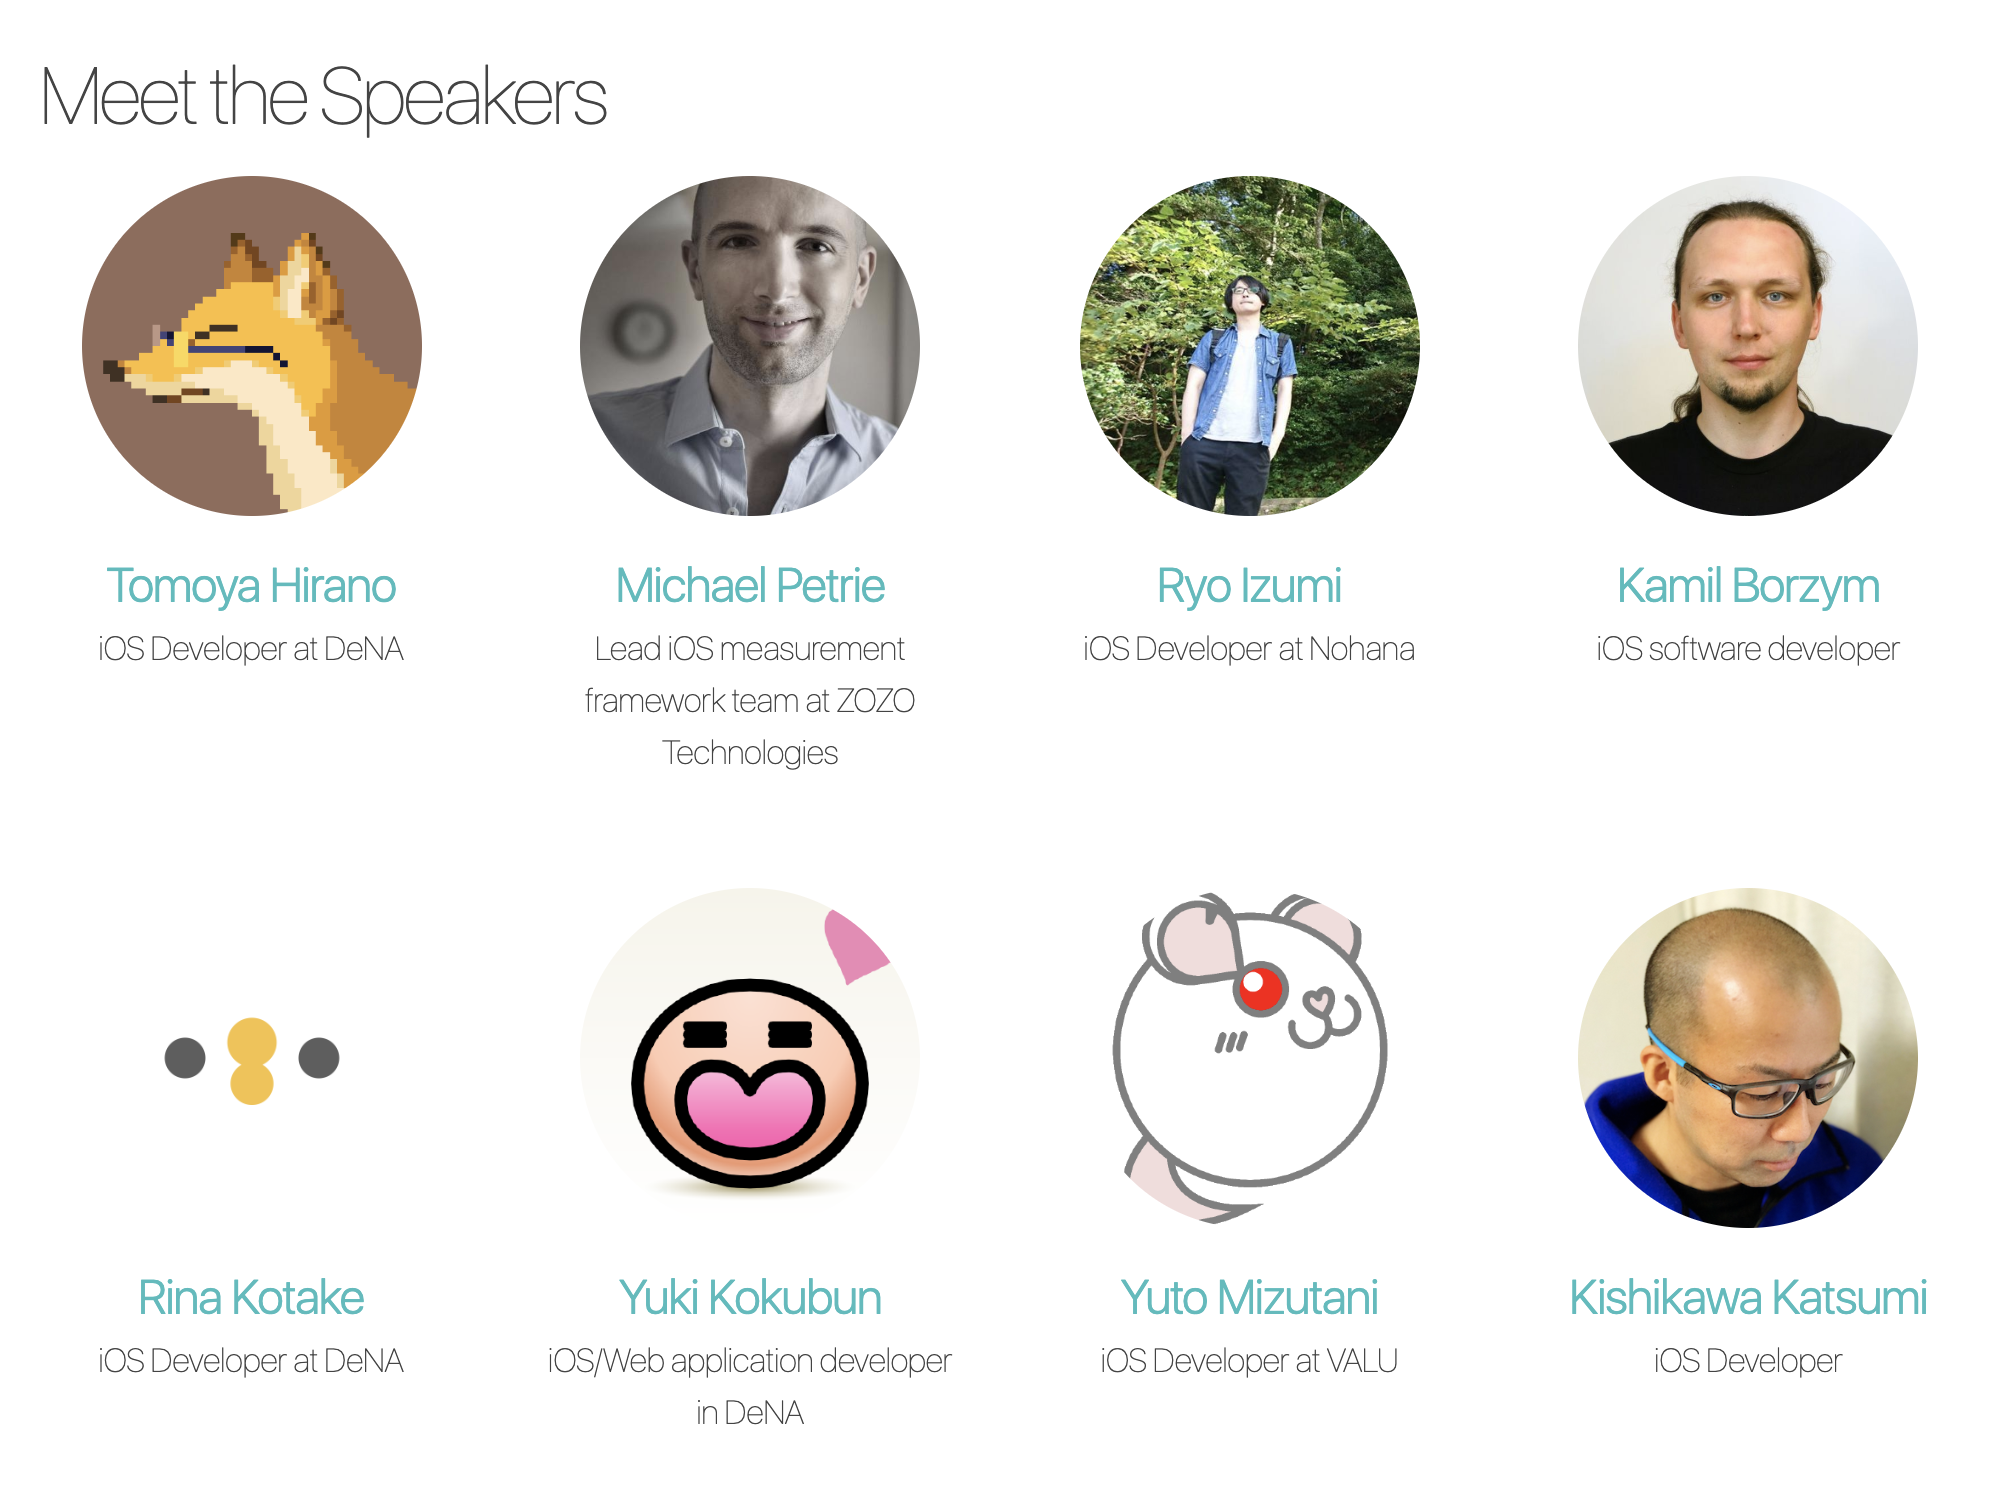 Meet the Speakers
Tomoya Hirano
iOS Developer at DeNA
Michael Petrie
Lead iOS measurement
framework team at ZOZO
Technologies
Ryo Izumi
iOS Developer at Nohana
Kamil Borzym
iOS software developer
Rina Kotake
iOS Developer at DeNA
Yuki Kokubun
iOS/Web application developer
in DeNA
Yuto Mizutani
iOS Developer at VALU
Kishikawa Katsumi
iOS Developer